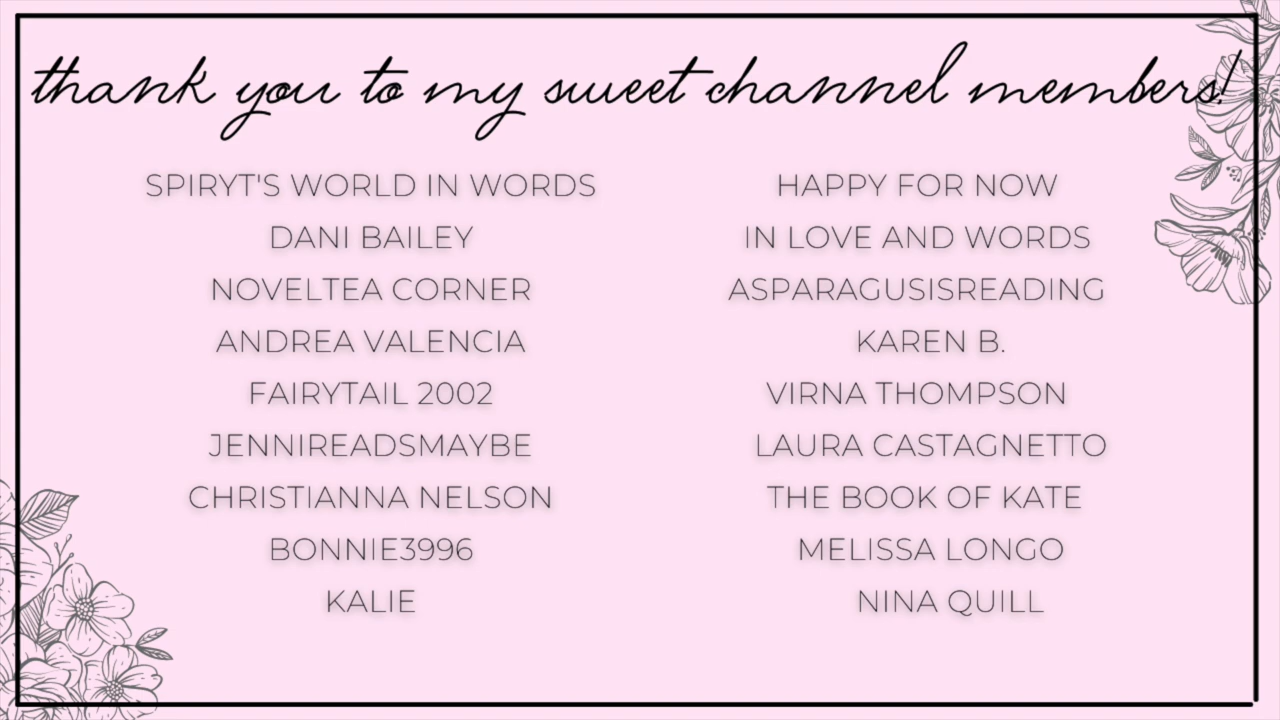 thank you to my sweet channel members!
SPIRYT'S WORLD IN WORDS
DANI BAILEY
NOVELTEA CORNER
ANDREA VALENCIA
FAIRYTAIL 2002
JENNIREADSMAYBE
CHRISTIANNA NELSON
BONNIE3996
KALIE
HAPPY FOR NOW
IN LOVE AND WORDS
ASPARAGUSISREADING
KAREN B.
VIRNA THOMPSON
LAURA CASTAGNETTO
THE BOOK OF KATE
MELISSA LONGO
NINA QUILL